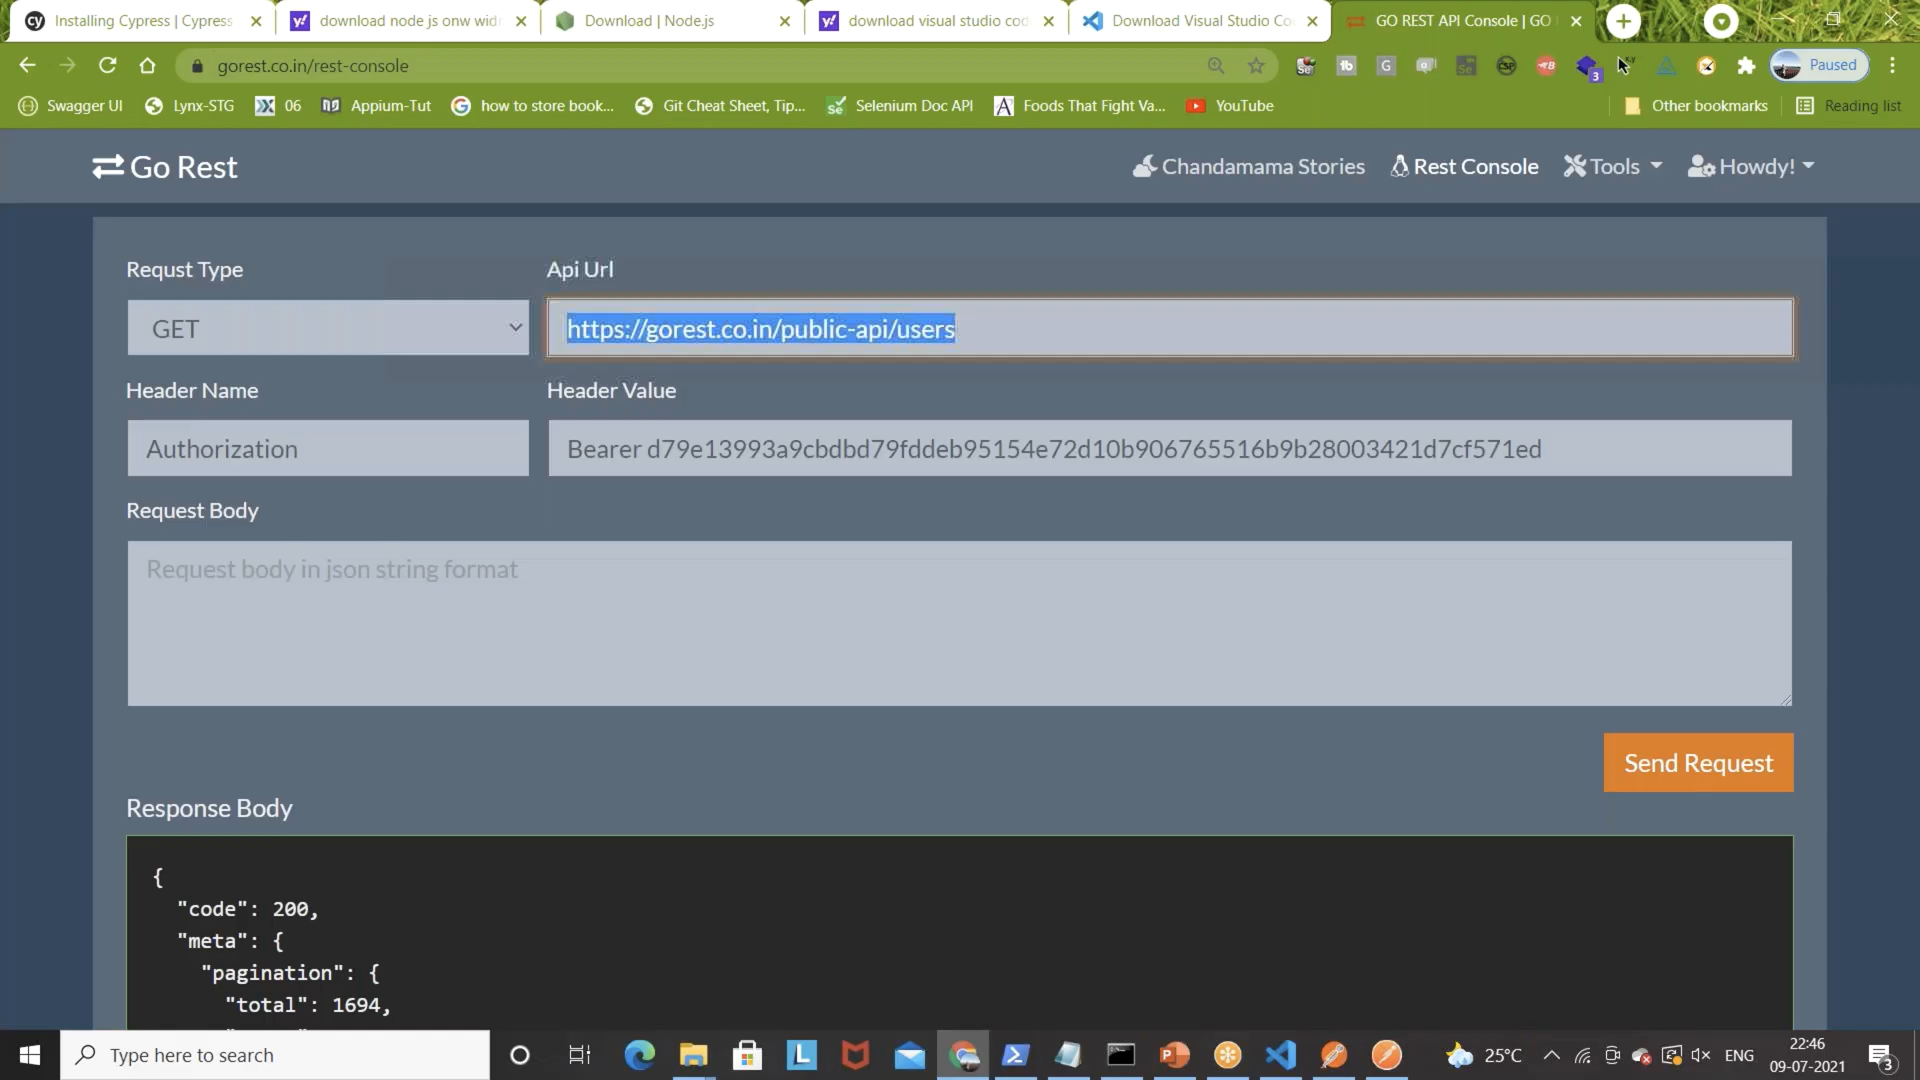 Installing Cypress | Cypress
download node js onw wid
Download | Node.js
download visual studio cod
Download Visual Studio Co
GO REST API Console | GO
gorest.co.in/rest-console
Paused
Swagger UI
Lynx-STG
06
Appium-Tut
how to store book...
Git Cheat Sheet, Tip...
Selenium Doc API
Foods That Fight Va...
YouTube
Other bookmarks
Reading list
Go Rest
Chandamama Stories
Rest Console
Tools
Howdy!
Requst Type
Api Url
GET
https://gorest.co.in/public-api/users
Header Name
Header Value
Authorization
Bearer d79e13993a9cbdbd79fddeb95154e72d10b906765516b9b28003421d7cf571ed
Request Body
Request body in json string format
Send Request
Response Body
{
"code": 200,
"meta": {
"pagination": {
"total": 1694,
Type here to search
25°C
ENG
22:46
09-07-2021
3